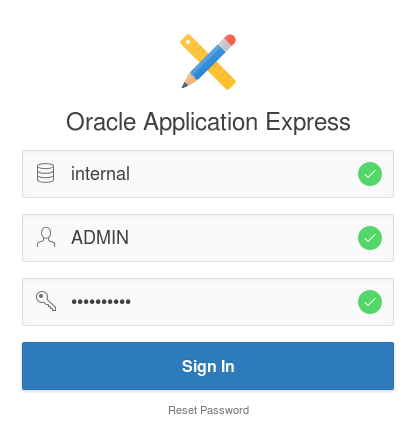 Oracle Application Express
internal
ADMIN
••••••••••
Sign In
Reset Password